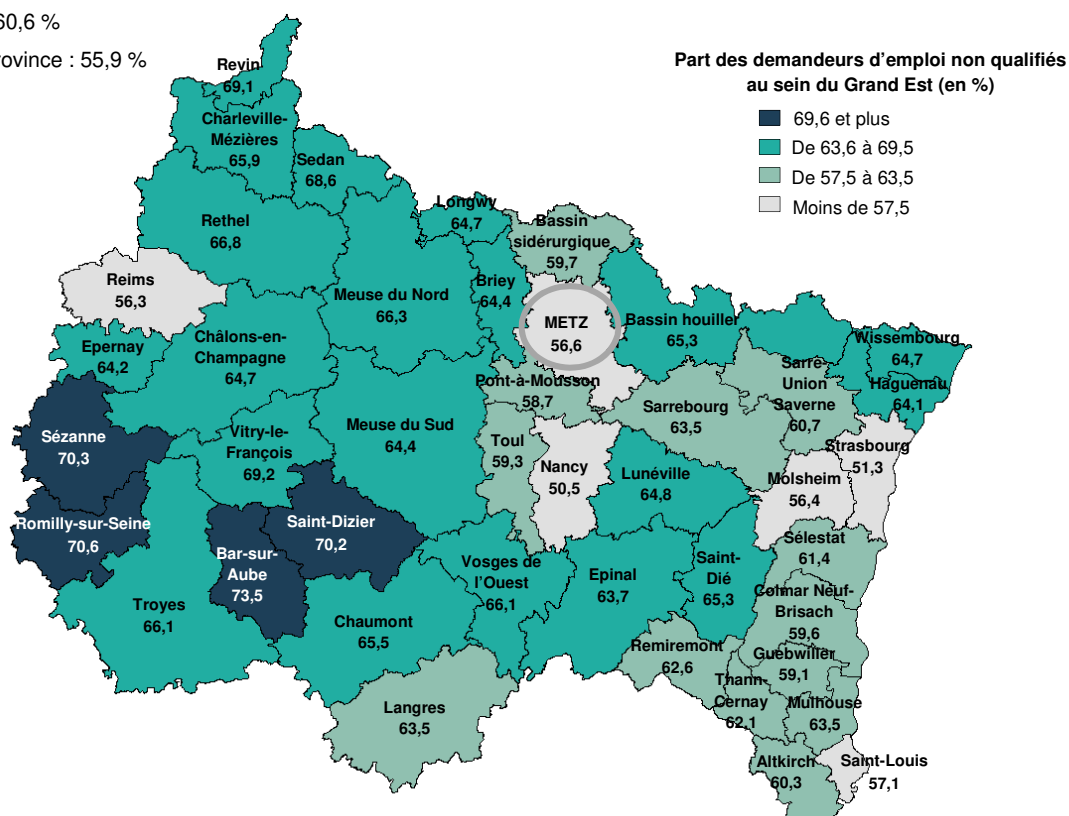 60,6 %
rovince : 55,9 %
Part des demandeurs d'emploi non qualifiés
au sein du Grand Est (en %)
69,6 et plus
De 63,6 à 69,5
De 57,5 à 63,5
Moins de 57,5
Revin
69,1
Charleville-
Mézières
65,9
Sedan
68,6
Rethel
66,8
Longwy
64,7
Bassin
sidérurgique
59,7
Reims
56,3
Meuse du Nord
66,3
Briey
64,4
METZ
56,6
Bassin houiller
65,3
Wissembourg
64,7
Haguenau
64,1
Epernay
64,2
Châlons-en-
Champagne
64,7
Pont-à-Mousson
58,7
Sarrebourg
63,5
Sarre-
Union
Saverne
60,7
Strasbourg
51,3
Sézanne
70,3
Vitry-le-
François
69,2
Meuse du Sud
64,4
Toul
59,3
Nancy
50,5
Lunéville
64,8
Molsheim
56,4
Romilly-sur-Seine
70,6
Saint-Dizier
70,2
Bar-sur-
Aube
73,5
Vosges de
l'Ouest
66,1
Epinal
63,7
Saint-
Dié
65,3
Sélestat
61,4
Colmar Neuf-
Brisach
59,6
Troyes
66,1
Chaumont
65,5
Remiremont
62,6
Guebwiller
59,1
Thann-
Cernay
62,1
Mulhouse
63,5
Langres
63,5
Altkirch
60,3
Saint-Louis
57,1